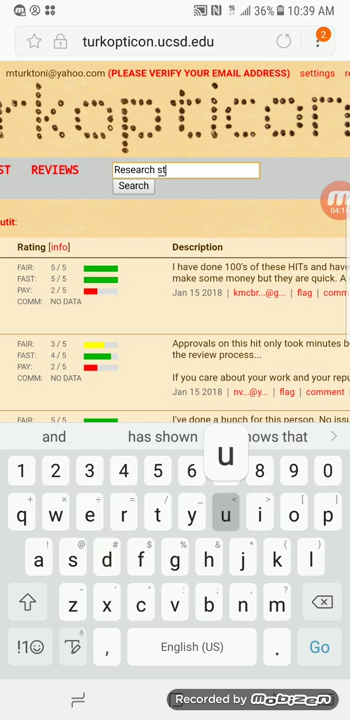 36% 10:39 AM
turkopticon.ucsd.edu
2
mturktoni@yahoo.com (PLEASE VERIFY YOUR EMAIL ADDRESS) settings
rkopticon
ST REVIEWS Research st
Search
04:16
utit:
Rating [info] Description
FAIR: 5 / 5 I have done 100's of these HITs and have
FAST: 5 / 5 make some money but they are quick. A
PAY: 2 / 5
COMM: NO DATA Jan 15 2018 | kmcbr...@g... | flag | comment
FAIR: 3 / 5 Approvals on this hit only took minutes b
FAST: 4 / 5 the review process...
PAY: 2 / 5
COMM: NO DATA If you care about your work and your repu
Jan 15 2018 | nv...@y... | flag | comment
FAIR: 5 / 5 I've done a bunch for this person. No issu
and has shown hows that
u
1 2 3 4 5 6 8 9 0
q w e r t y u i o p
a s d f g h j k l
z x c v b n m
!1☺ , English (US) . Go
Recorded by mobizen